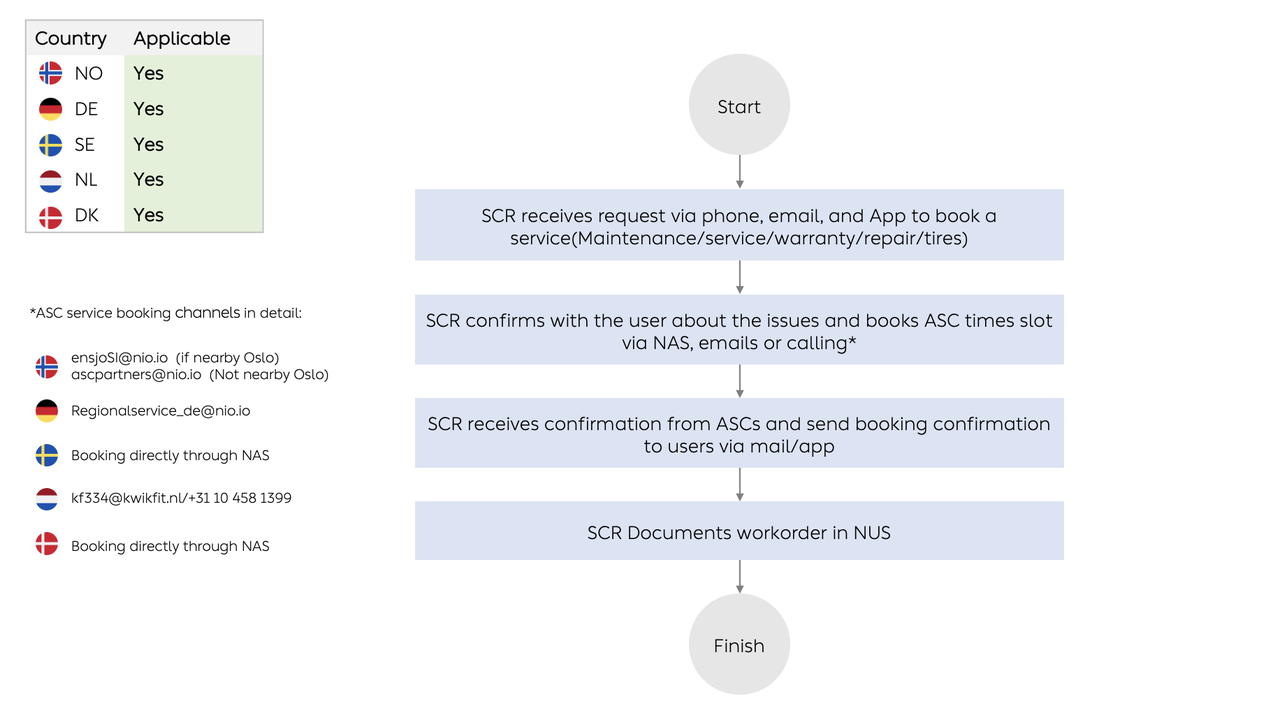 Country Applicable
NO Yes
DE Yes
SE Yes
NL Yes
DK Yes
*ASC service booking channels in detail:
ensjoSI@nio.io (if nearby Oslo)
ascpartners@nio.io (Not nearby Oslo)
Regionalservice_de@nio.io
Booking directly through NAS
kf334@kwikfit.nl/+31 10 458 1399
Booking directly through NAS
Start
SCR receives request via phone, email, and App to book a
service(Maintenance/service/warranty/repair/tires)
SCR confirms with the user about the issues and books ASC times slot
via NAS, emails or calling*
SCR receives confirmation from ASCs and send booking confirmation
to users via mail/app
SCR Documents workorder in NUS
Finish